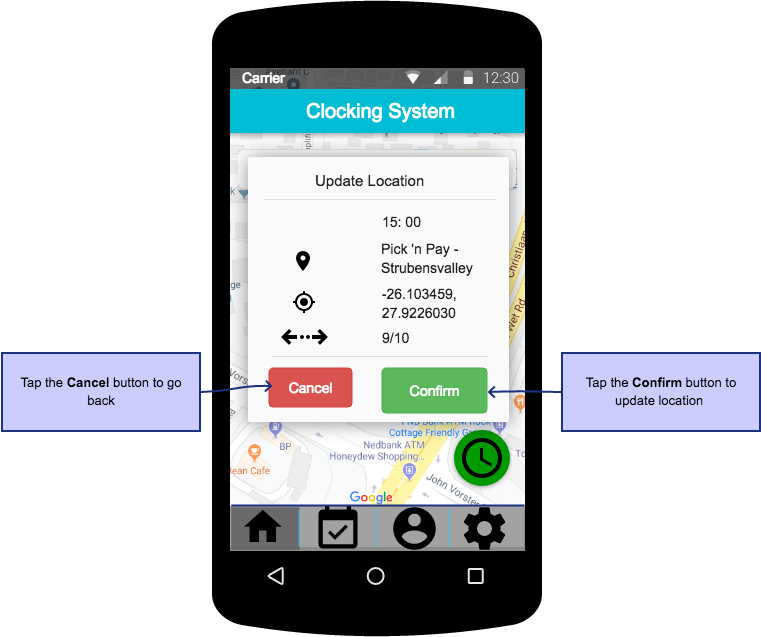 Carrier
12:30
Clocking System
Update Location
15: 00
Pick 'n Pay -
Strubensvalley
-26.103459,
27.9226030
9/10
Cancel
Confirm
Tap the Cancel button to go
back
Tap the Confirm button to
update location
Christiaan
Wet Rd
Cottage Friendly
BP
Nedbank ATM
Honeydew Shopping...
ean Cafe
John Vorster
Google